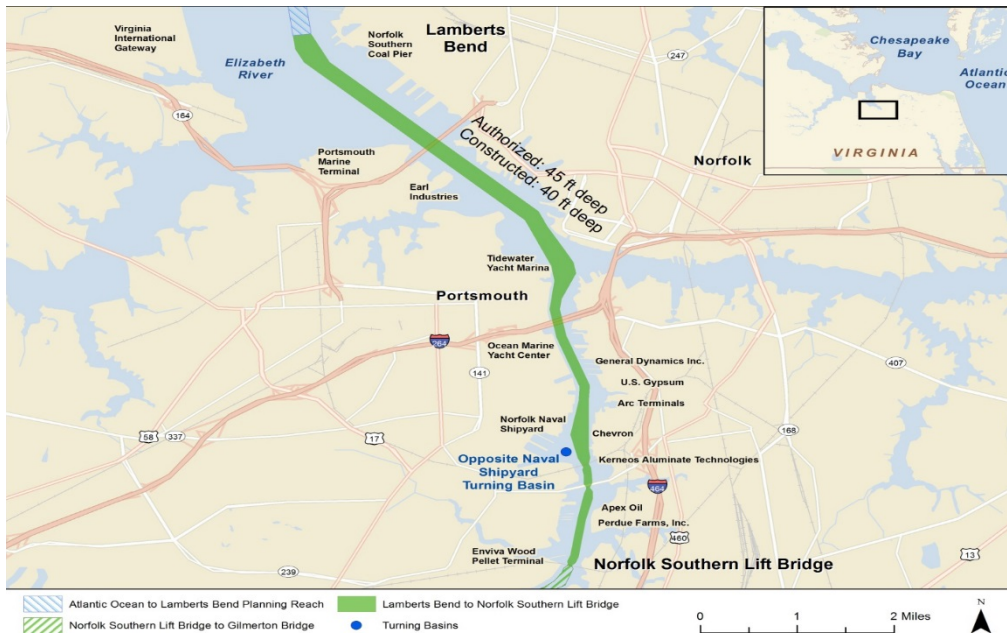 Virginia
International
Gateway
Norfolk
Southern
Coal Pier
Lamberts
Bend
247
Chesapeake
Bay
Atlantic
Ocean
VIRGINIA
Elizabeth
River
164
Authorized: 45 ft deep
Constructed: 40 ft deep
Norfolk
Portsmouth
Marine
Terminal
Earl
Industries
Tidewater
Yacht Marina
Portsmouth
264
Ocean Marine
Yacht Center
141
General Dynamics Inc.
407
U.S. Gypsum
Arc Terminals
Norfolk Naval
Shipyard
Chevron
168
58
337
17
Opposite Naval
Shipyard
Turning Basin
Kerneos Aluminate Technologies
464
Apex Oil
Perdue Farms, Inc.
460
Enviva Wood
Pellet Terminal
Norfolk Southern Lift Bridge
13
239
Atlantic Ocean to Lamberts Bend Planning Reach
Lamberts Bend to Norfolk Southern Lift Bridge
Norfolk Southern Lift Bridge to Gilmerton Bridge
Turning Basins
0 1 2 Miles
N